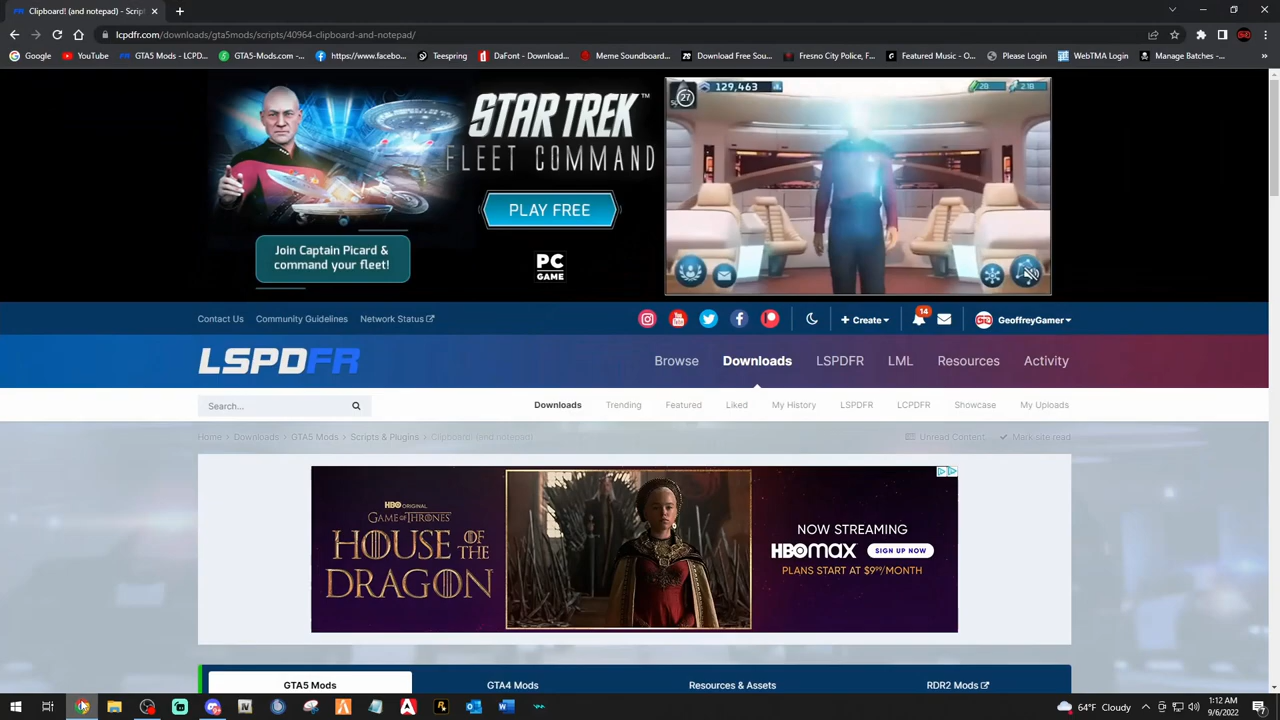 Clipboard! (and notepad) - Scrip
lcpdfr.com/downloads/gta5mods/scripts/40964-clipboard-and-notepad/
Google YouTube GTA5 Mods - LCPD... GTA5-Mods.com -... https://www.facebo... Teespring DaFont - Download... Meme Soundboard... Download Free Sou... Fresno City Police, F... Featured Music - O... Please Login WebTMA Login Manage Batches -... »
STAR TREK™
FLEET COMMAND
PLAY FREE
Join Captain Picard &
command your fleet!
PC
GAME
27
129,463
Contact Us Community Guidelines Network Status
14
+ Create GeoffreyGamer
LSPDFR
Browse Downloads LSPDFR LML Resources Activity
Search...
Downloads Trending Featured Liked My History LSPDFR LCPDFR Showcase My Uploads
Home > Downloads > GTA5 Mods > Scripts & Plugins > Clipboard! (and notepad)
Unread Content Mark site read
HBO ORIGINAL
GAME OF THRONES
HOUSE OF THE
DRAGON
NOW STREAMING
HBOMAX SIGN UP NOW
PLANS START AT $9⁹⁹/MONTH
GTA5 Mods GTA4 Mods Resources & Assets RDR2 Mods
64°F Cloudy
1:12 AM
9/6/2022